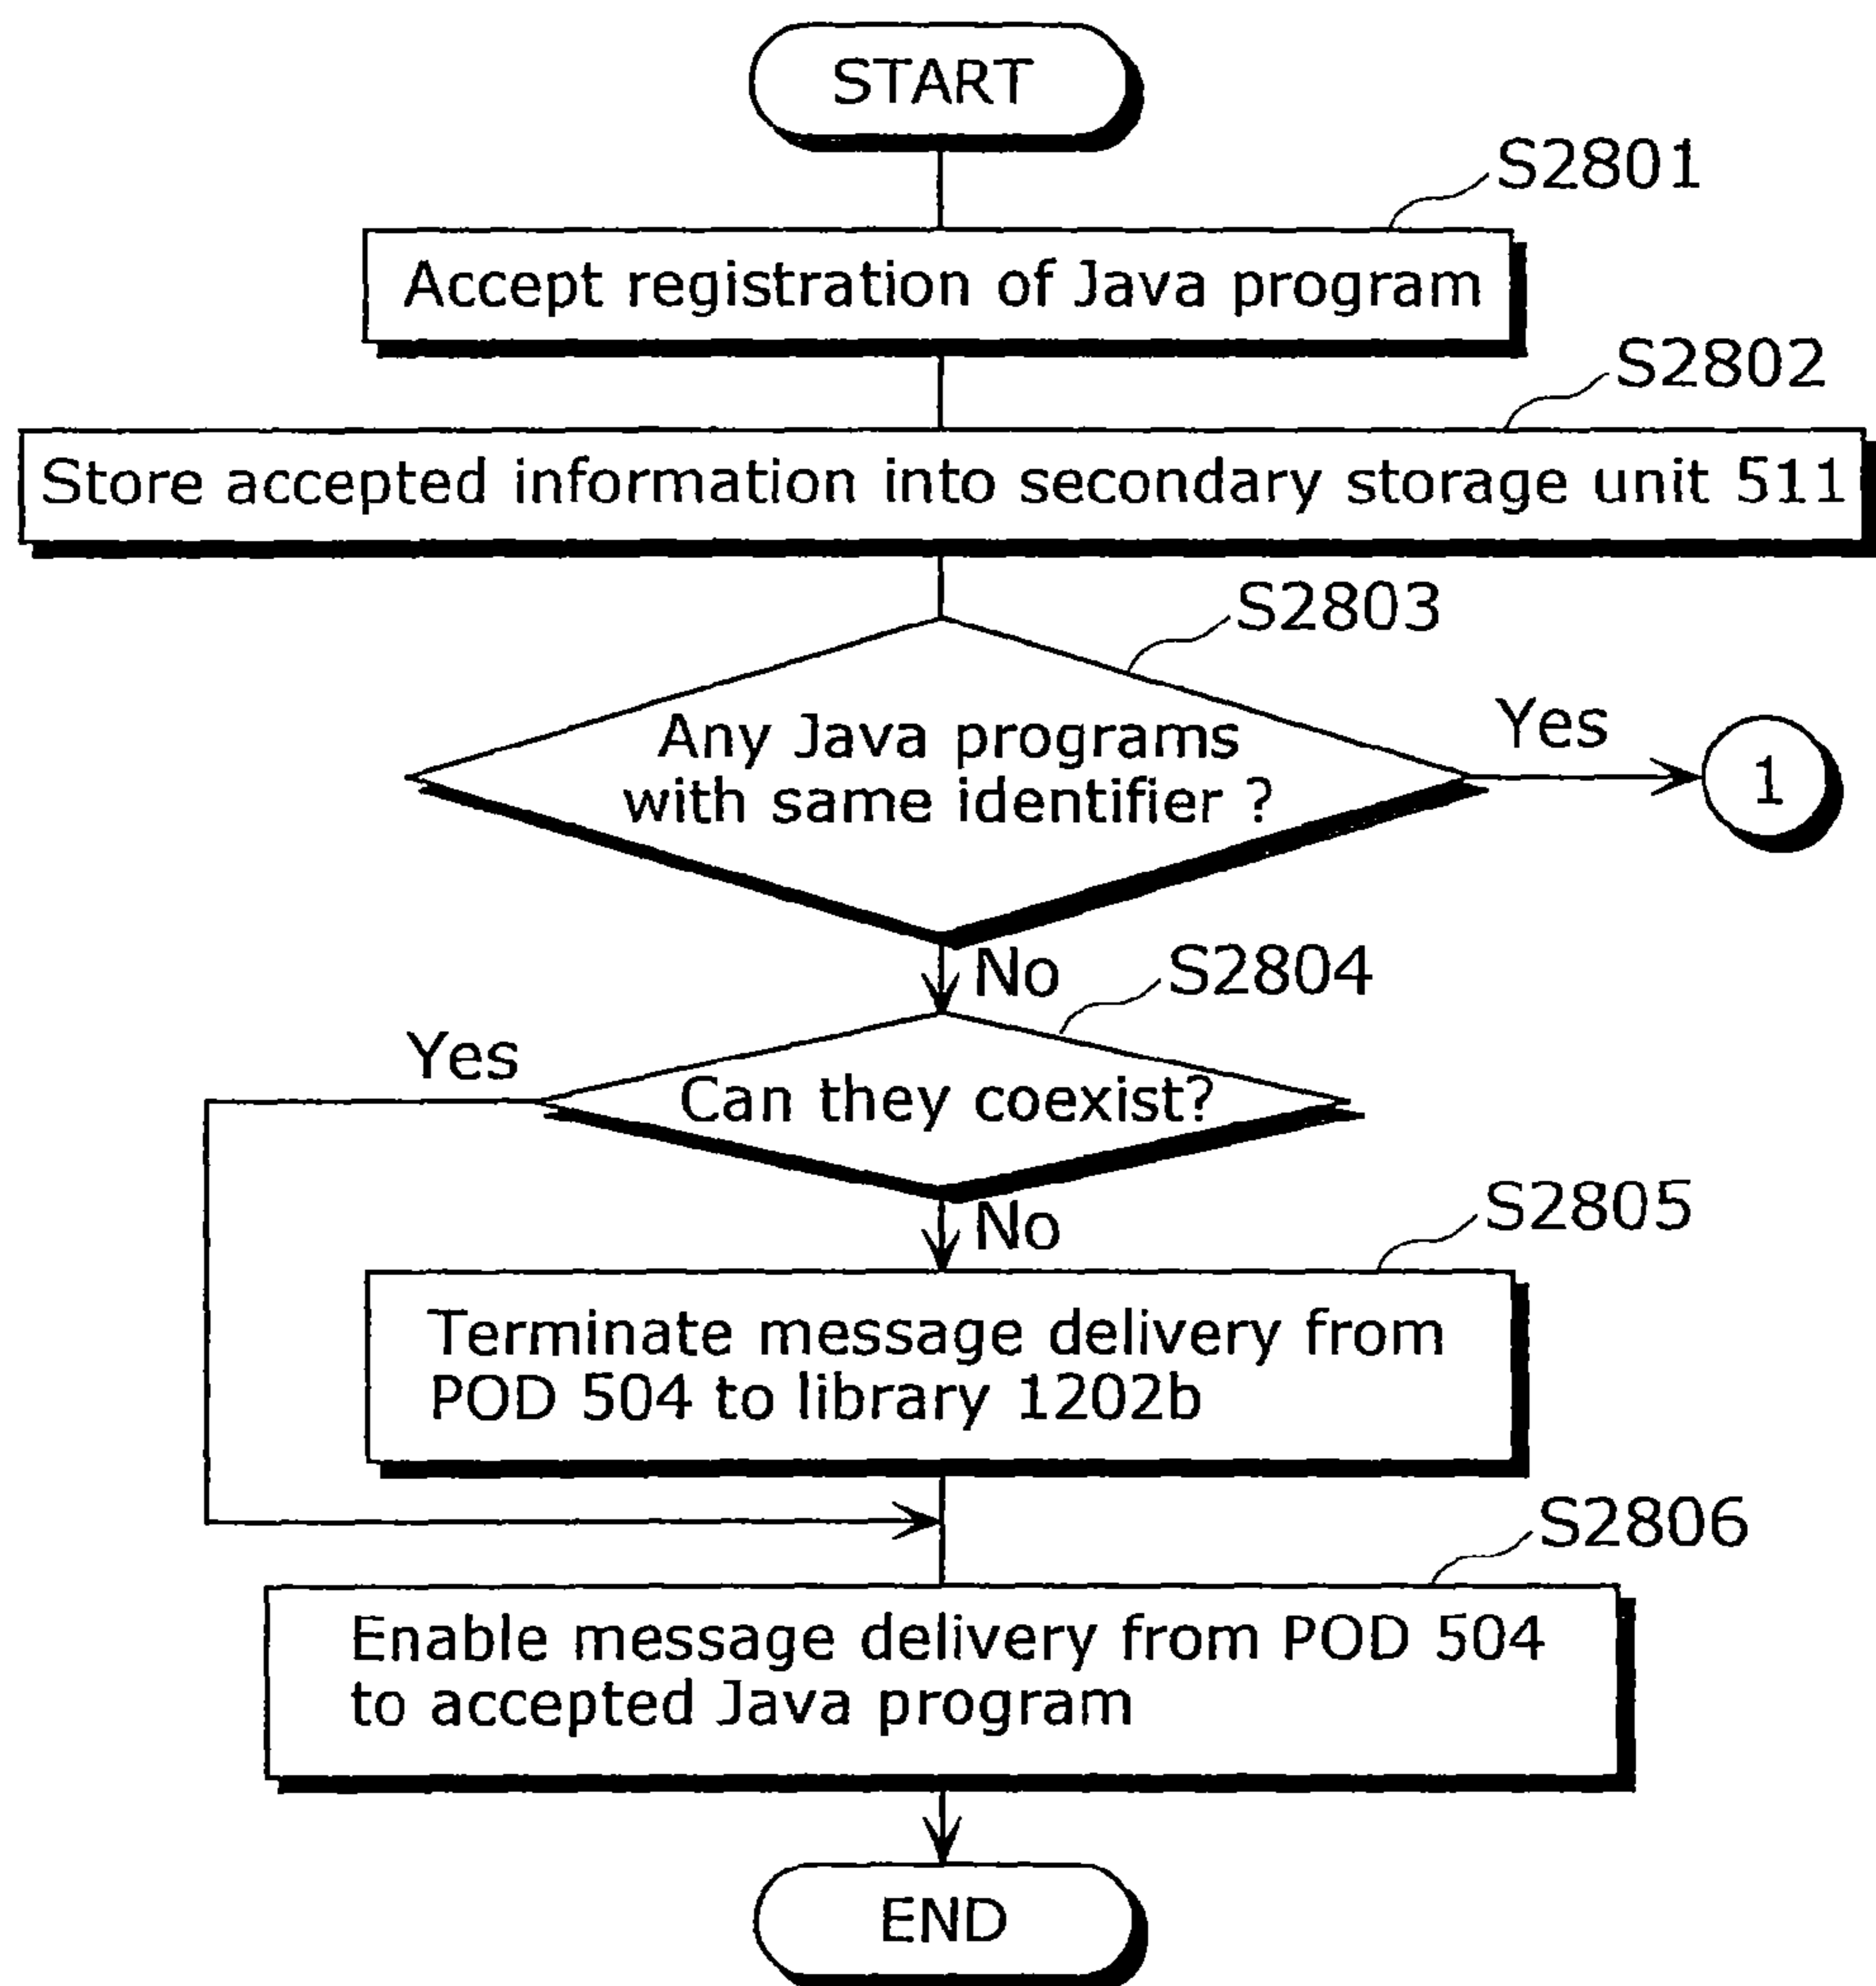 START
S2801
Accept registration of Java program
S2802
Store accepted information into secondary storage unit 511
S2803
Any Java programs
with same identifier ?
Yes
1
No
S2804
Yes
Can they coexist?
No
S2805
Terminate message delivery from
POD 504 to library 1202b
S2806
Enable message delivery from POD 504
to accepted Java program
END